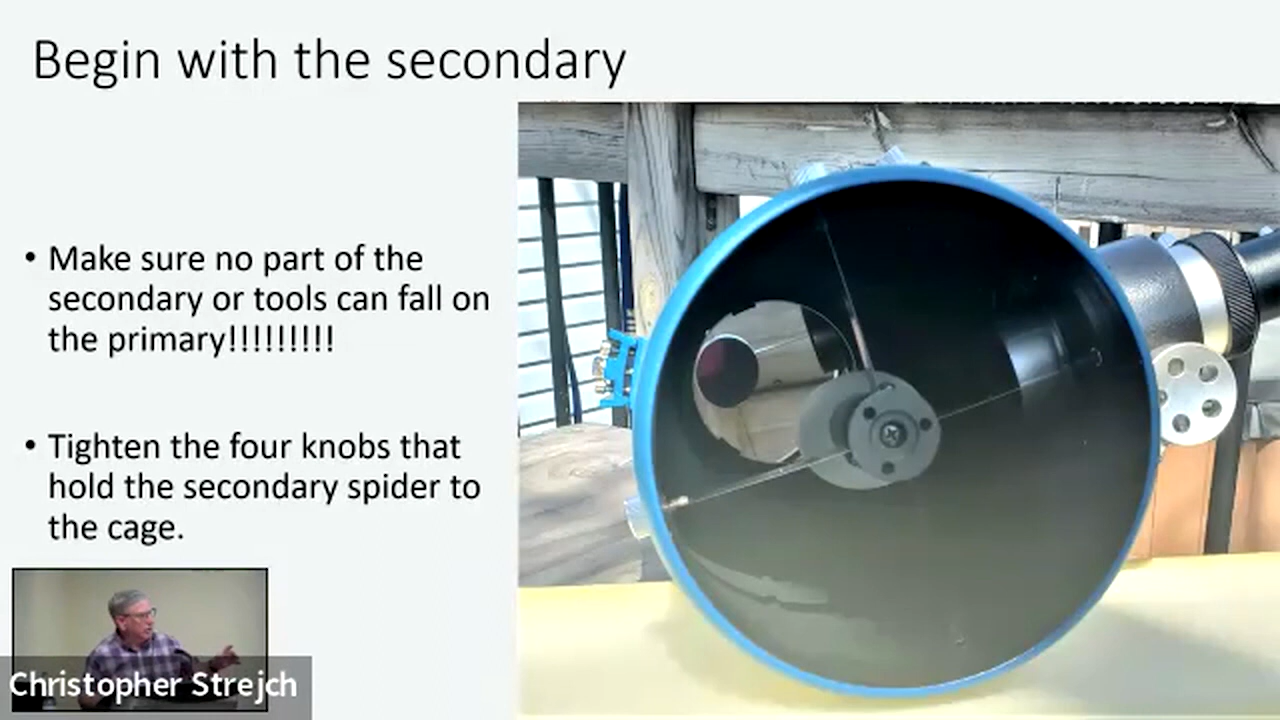 Begin with the secondary
• Make sure no part of the
secondary or tools can fall on
the primary!!!!!!!!!
• Tighten the four knobs that
hold the secondary spider to
the cage.
Christopher Strejch